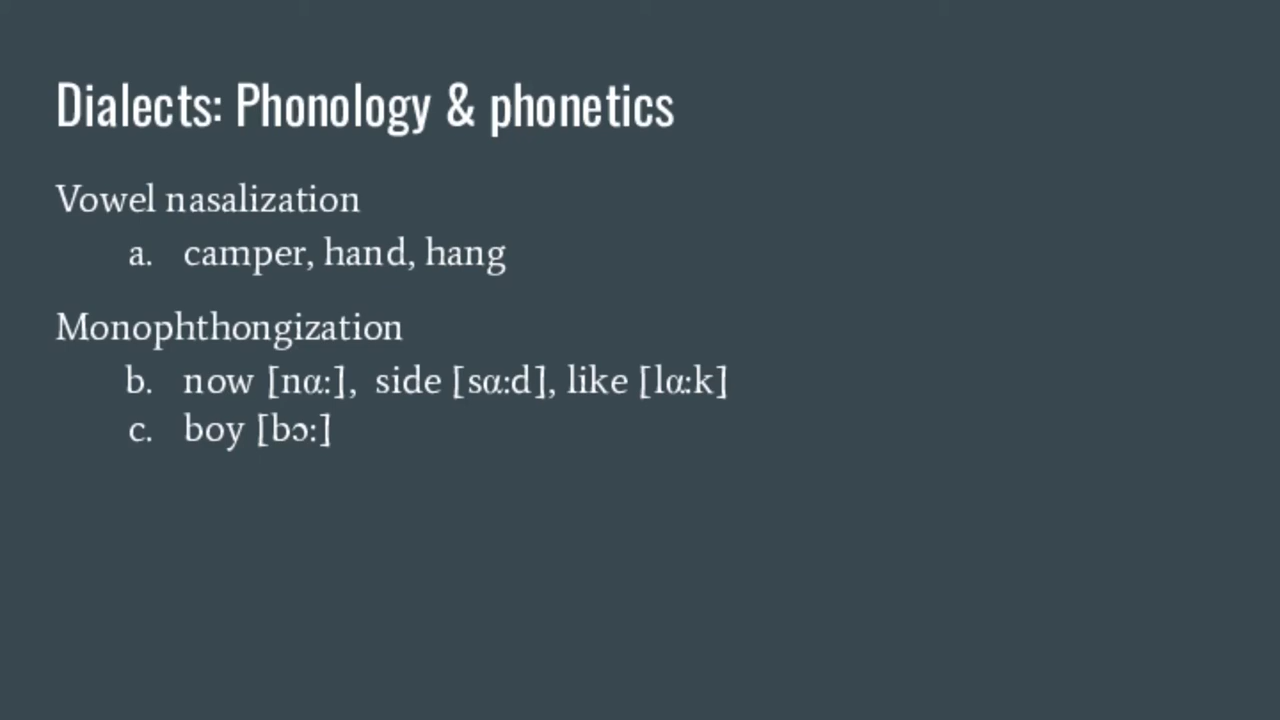 Dialects: Phonology & phonetics
Vowel nasalization
a. camper, hand, hang
Monophthongization
b. now [nɑ:], side [sɑ:d], like [lɑ:k]
c. boy [bɔ:]